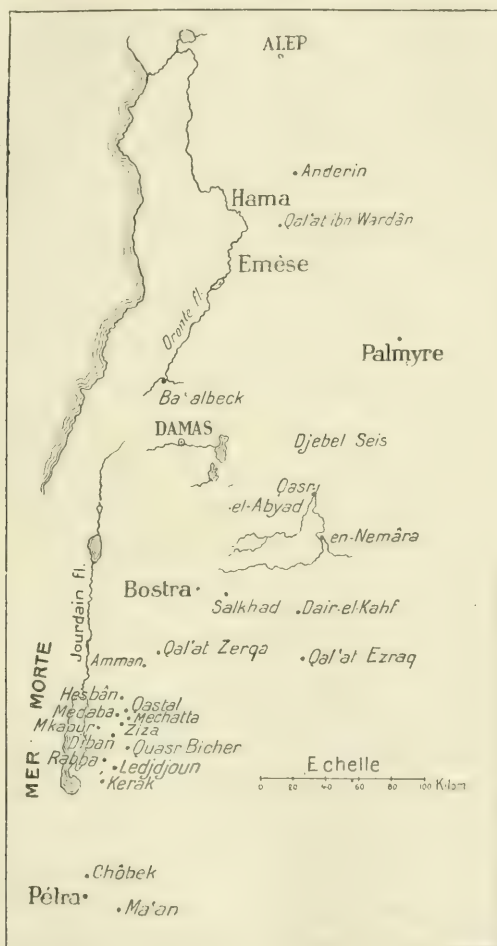 ALEP
Anderin
Hama
Qal'at ibn Wardân
Emèse
Oronte fl.
Palmyre
Ba'albeck
DAMAS
Djebel Seis
Qasr
-el-Abyad
en-Nemâra
Bostra
Salkhad
Dair-el-Kahf
Jourdain fl.
Qal'at Zerqa
Amman
Qal'at Ezraq
MER MORTE
Hesbân
Qastal
Medaba
Mechatta
Mkaour
Ziza
Diban
Quasr Bicher
Rabba
Ledjdjoun
Kerak
Echelle
0 20 40 60 80 100 Kilom
Chôbek
Pétra
Ma'an